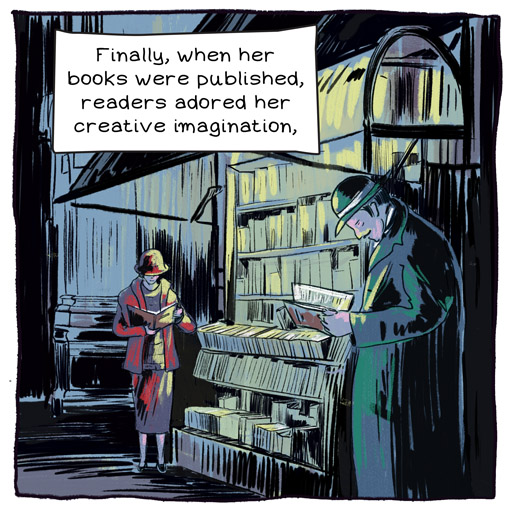 Finally, when her
books were published,
readers adored her
creative imagination,